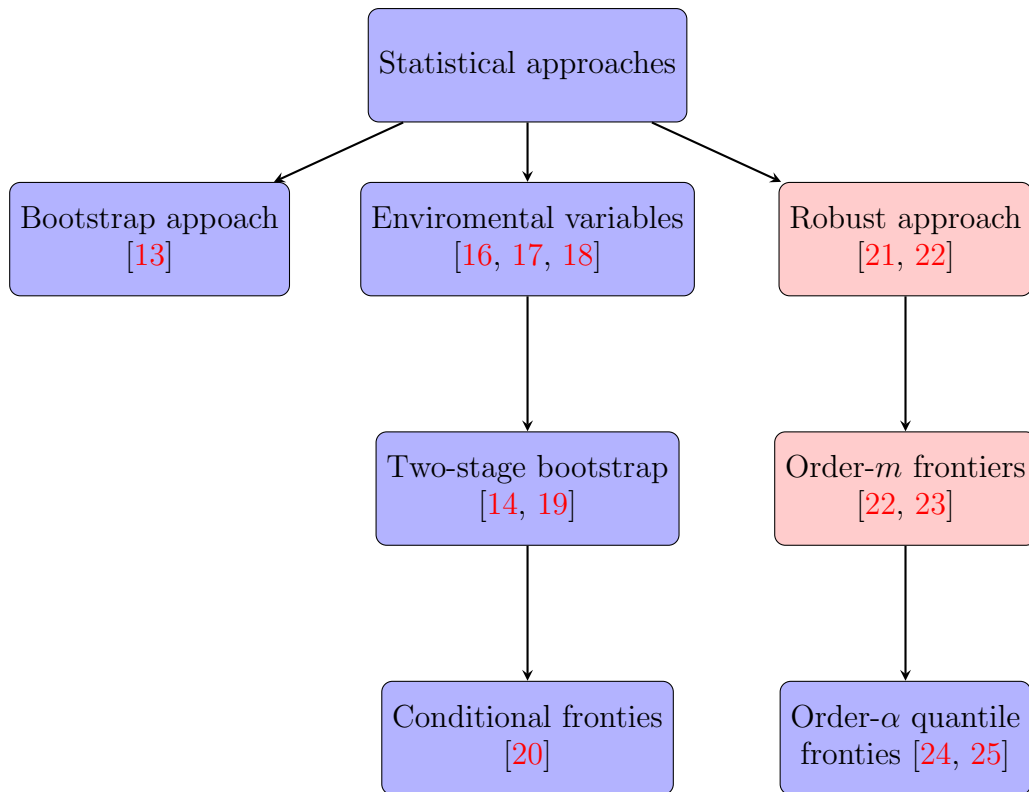 Statistical approaches
Bootstrap appoach
[13]
Enviromental variables
[16, 17, 18]
Robust approach
[21, 22]
Two-stage bootstrap
[14, 19]
Order-m frontiers
[22, 23]
Conditional fronties
[20]
Order-α quantile
fronties [24, 25]